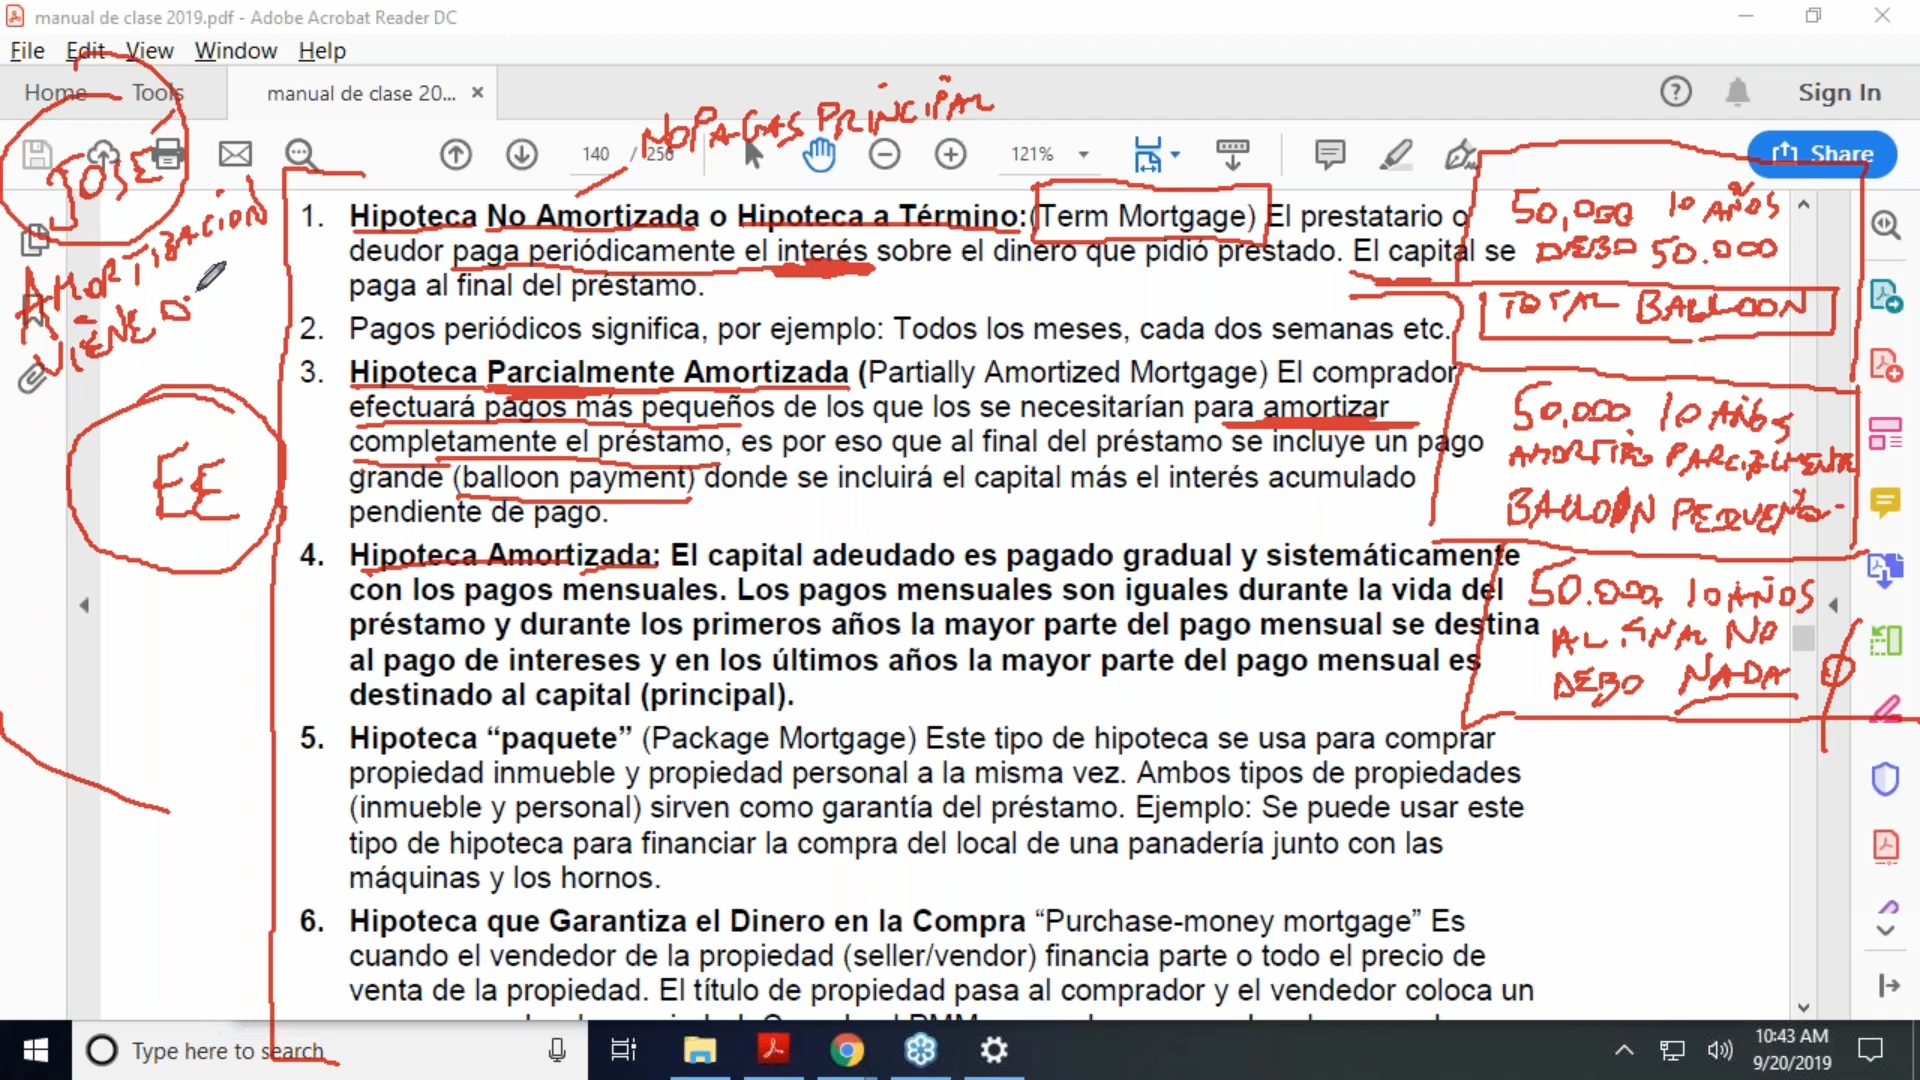 manual de clase 2019.pdf - Adobe Acrobat Reader DC
File Edit View Window Help
Home Tools manual de clase 20... × Sign In
NO PAGAS PRINCIPAL
140 / 256 121% Share
JOSE
AMORTIZACION
VIENE D
EE
1. Hipoteca No Amortizada o Hipoteca a Término:(Term Mortgage) El prestatario o
deudor paga periódicamente el interés sobre el dinero que pidió prestado. El capital se
paga al final del préstamo.
2. Pagos periódicos significa, por ejemplo: Todos los meses, cada dos semanas etc.
3. Hipoteca Parcialmente Amortizada (Partially Amortized Mortgage) El comprador
efectuará pagos más pequeños de los que los se necesitarían para amortizar
completamente el préstamo, es por eso que al final del préstamo se incluye un pago
grande (balloon payment) donde se incluirá el capital más el interés acumulado
pendiente de pago.
4. Hipoteca Amortizada: El capital adeudado es pagado gradual y sistemáticamente
con los pagos mensuales. Los pagos mensuales son iguales durante la vida del
préstamo y durante los primeros años la mayor parte del pago mensual se destina
al pago de intereses y en los últimos años la mayor parte del pago mensual es
destinado al capital (principal).
5. Hipoteca “paquete” (Package Mortgage) Este tipo de hipoteca se usa para comprar
propiedad inmueble y propiedad personal a la misma vez. Ambos tipos de propiedades
(inmueble y personal) sirven como garantía del préstamo. Ejemplo: Se puede usar este
tipo de hipoteca para financiar la compra del local de una panadería junto con las
máquinas y los hornos.
6. Hipoteca que Garantiza el Dinero en la Compra “Purchase-money mortgage” Es
cuando el vendedor de la propiedad (seller/vendor) financia parte o todo el precio de
venta de la propiedad. El título de propiedad pasa al comprador y el vendedor coloca un
50,000 10 AÑOS
DEBO 50.000
TOTAL BALLOON
50,000 10 AÑOS
PARCIALMENTE
BALLOON PEQUEÑO
50.000 10 AÑOS
AL FINAL NO
DEBO NADA
Type here to search
10:43 AM
9/20/2019